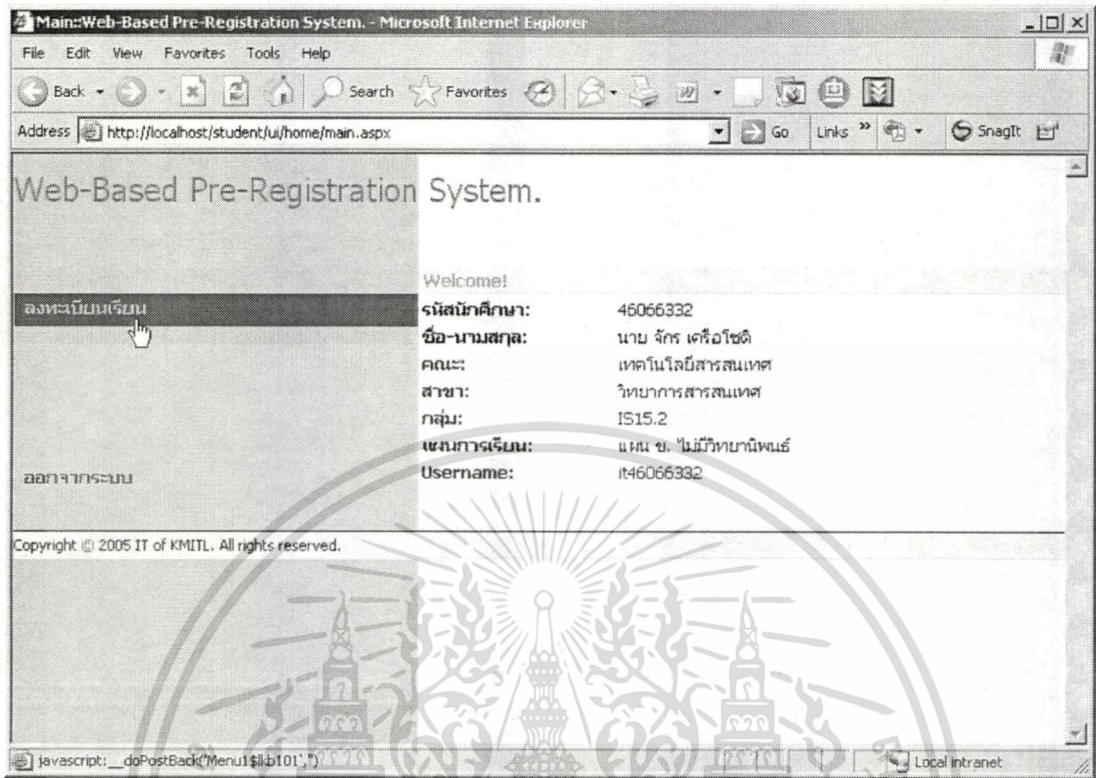 Main::Web-Based Pre-Registration System. - Microsoft Internet Explorer
File Edit View Favorites Tools Help
Back Search Favorites
Address http://localhost/student/ui/home/main.aspx Go Links » SnagIt
Web-Based Pre-Registration System.
Welcome!
ลงทะเบียนเรียน
รหัสนักศึกษา: 46066332
ชื่อ-นามสกุล: นาย จักร เครือโชติ
คณะ: เทคโนโลยีสารสนเทศ
สาขา: วิทยาการสารสนเทศ
กลุ่ม: IS15.2
แผนการเรียน: แผน ข. ไม่มีวิทยานิพนธ์
ออกจากระบบ
Username: it46066332
Copyright © 2005 IT of KMITL. All rights reserved.
javascript:__doPostBack('Menu1$lkb101','') Local intranet